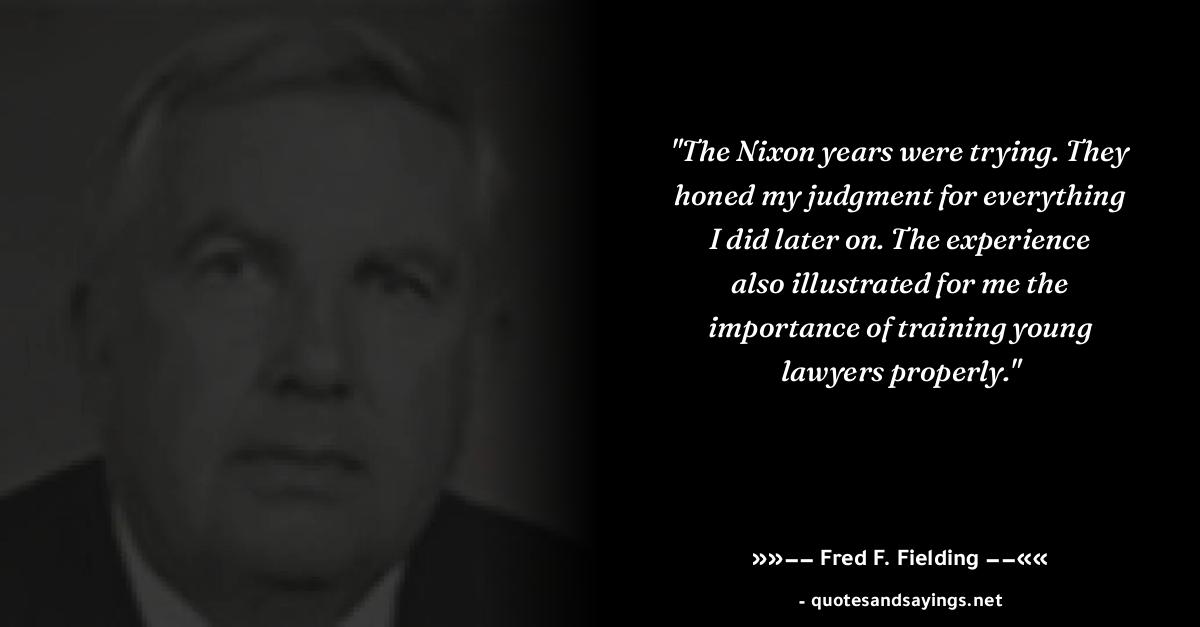 "The Nixon years were trying. They
honed my judgment for everything
I did later on. The experience
also illustrated for me the
importance of training young
lawyers properly."
»»−− Fred F. Fielding −−««
- quotesandsayings.net